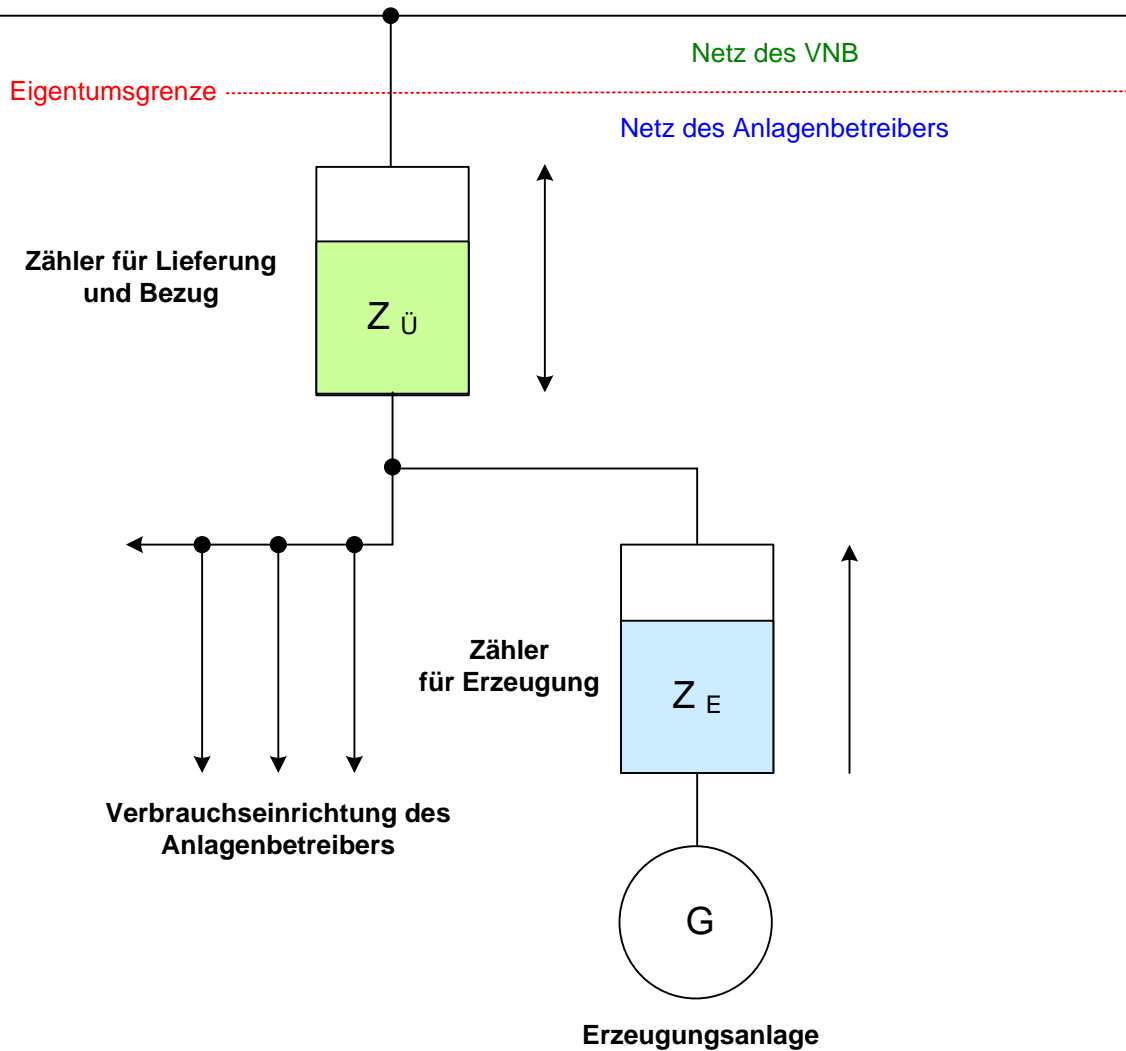 Netz des VNB
Eigentumsgrenze
Netz des Anlagenbetreibers
Zähler für Lieferung
und Bezug
Z Ü
Zähler
für Erzeugung
Z E
Verbrauchseinrichtung des
Anlagenbetreibers
G
Erzeugungsanlage